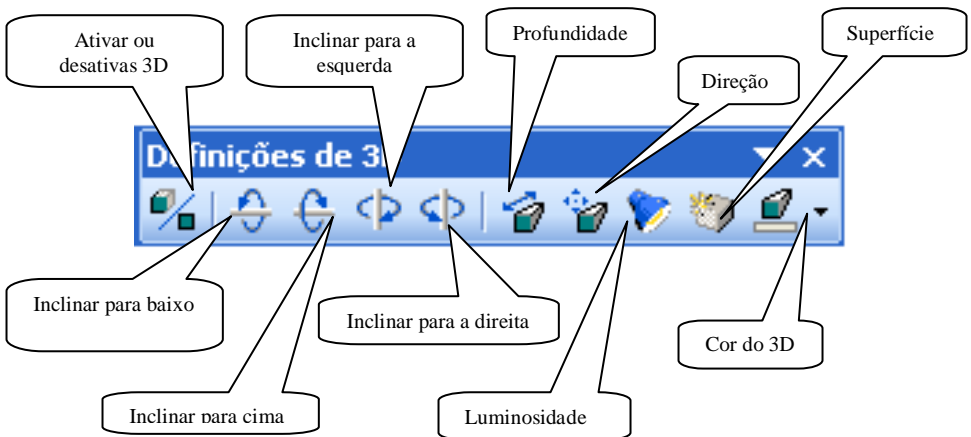 Ativar ou
desativas 3D
Inclinar para a
esquerda
Profundidade
Superfície
Direção
Definições de 3
Inclinar para baixo
Inclinar para a direita
Cor do 3D
Inclinar para cima
Luminosidade